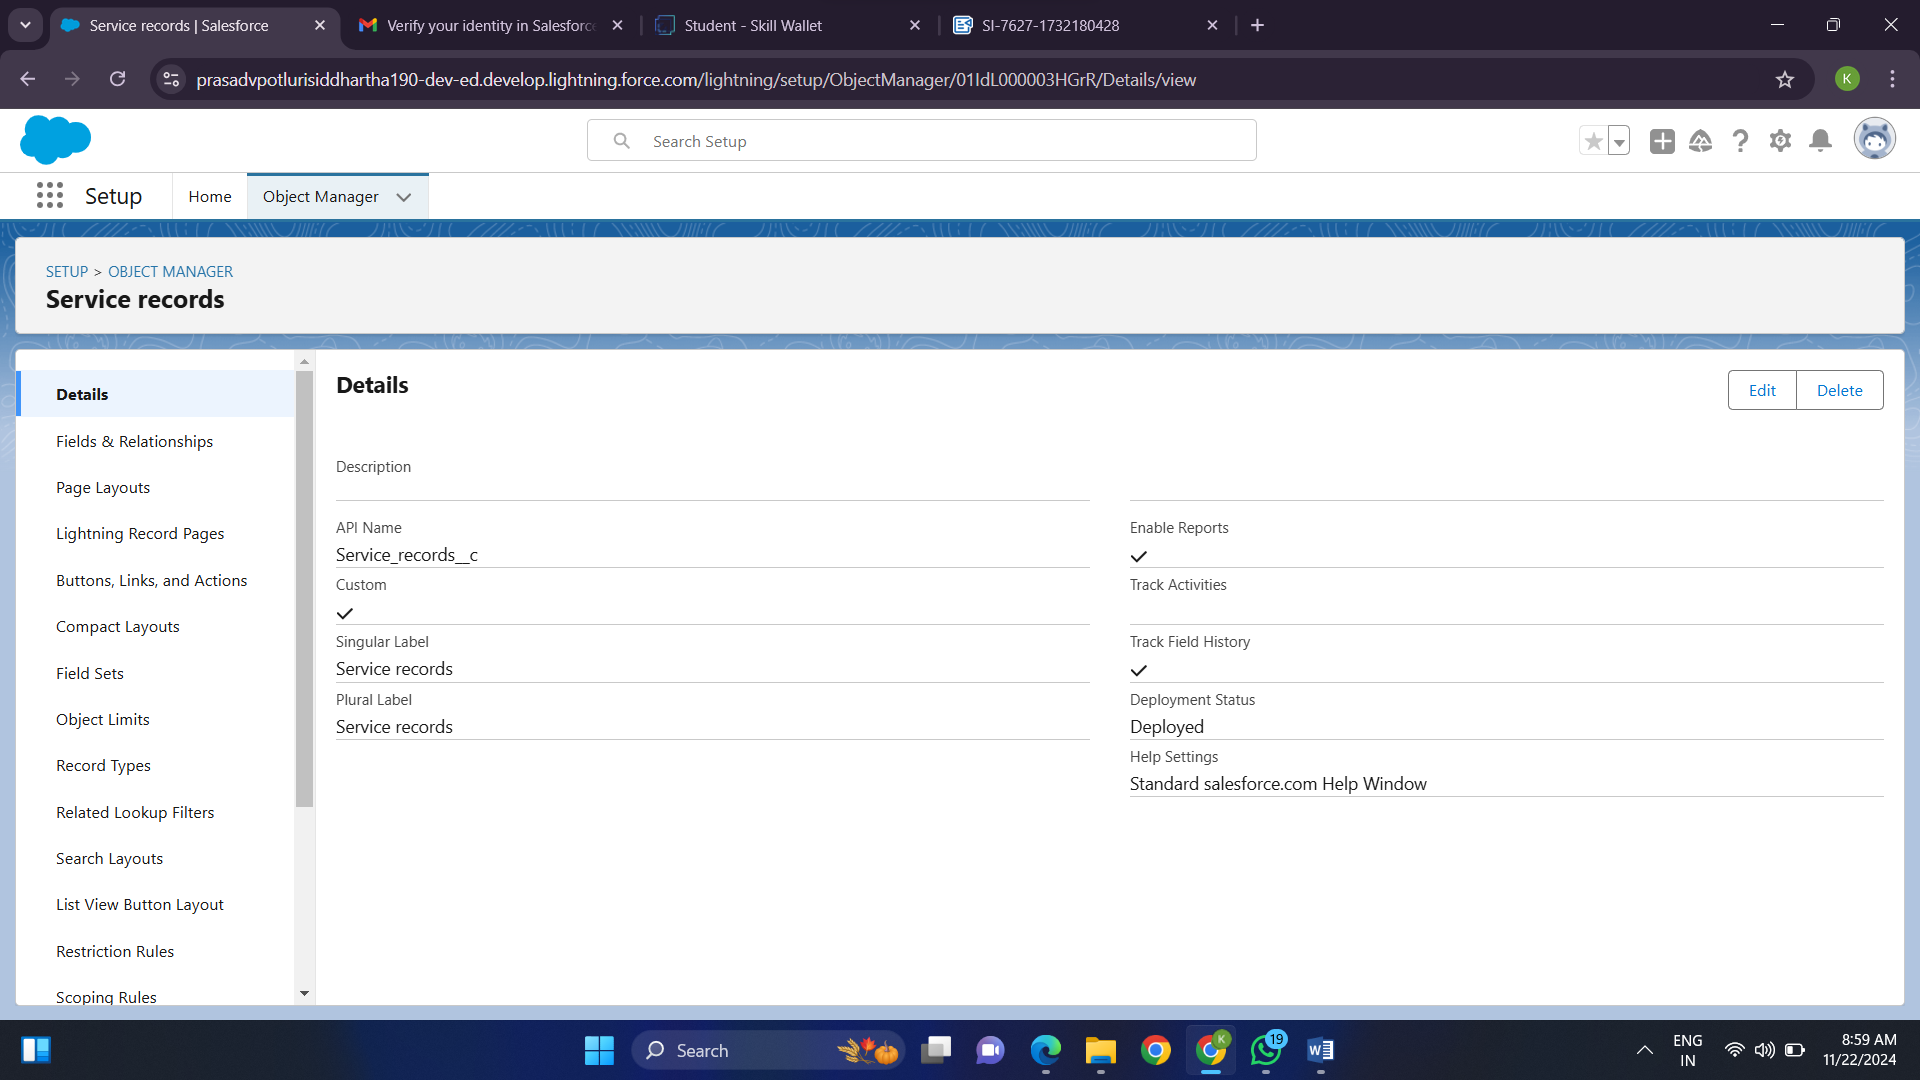 Service records | Salesforce
Verify your identity in Salesforc
Student - Skill Wallet
SI-7627-1732180428
prasadvpotlurisiddhartha190-dev-ed.develop.lightning.force.com/lightning/setup/ObjectManager/01IdL000003HGrR/Details/view
K
Search Setup
Setup
Home
Object Manager
SETUP > OBJECT MANAGER
Service records
Details
Fields & Relationships
Page Layouts
Lightning Record Pages
Buttons, Links, and Actions
Compact Layouts
Field Sets
Object Limits
Record Types
Related Lookup Filters
Search Layouts
List View Button Layout
Restriction Rules
Scoping Rules
Details
Edit
Delete
Description
API Name
Service_records__c
Custom
Singular Label
Service records
Plural Label
Service records
Enable Reports
Track Activities
Track Field History
Deployment Status
Deployed
Help Settings
Standard salesforce.com Help Window
Search
K
19
W
ENG
IN
8:59 AM
11/22/2024